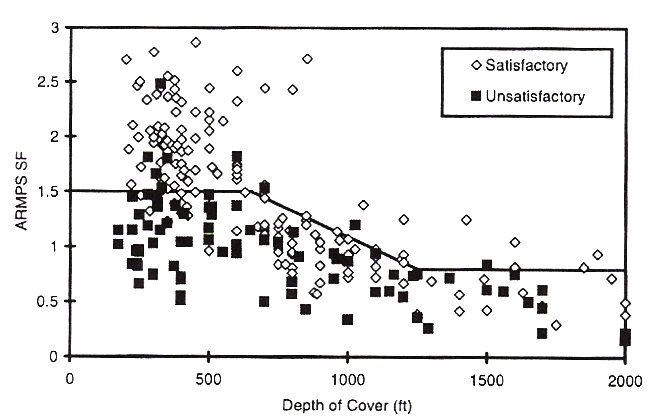 3
2.5
2
1.5
1
0.5
0
ARMPS SF
Satisfactory
Unsatisfactory
0 500 1000 1500 2000
Depth of Cover (ft)